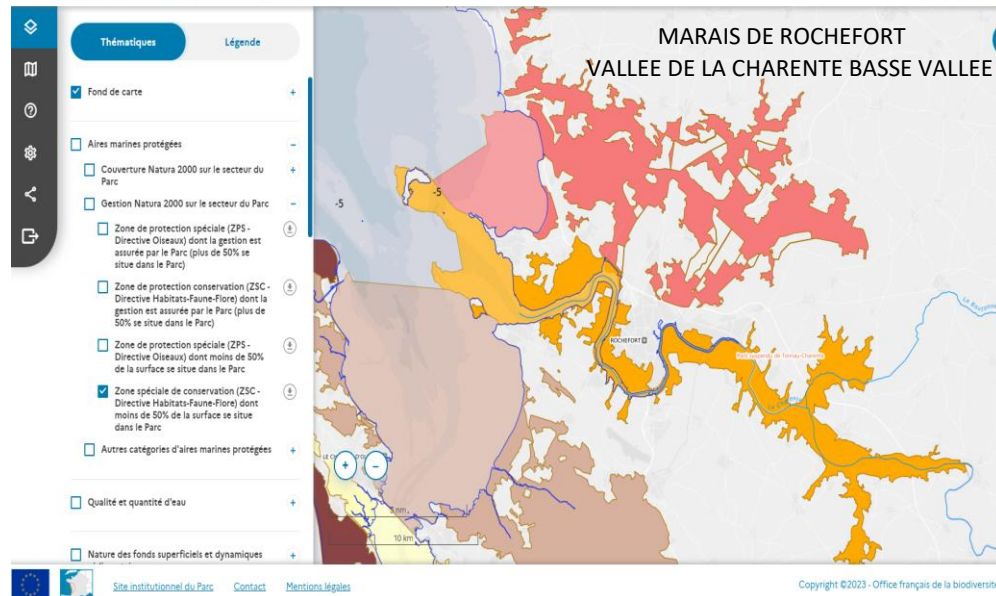 Thématiques
Légende
MARAIS DE ROCHEFORT
VALLEE DE LA CHARENTE BASSE VALLEE
Fond de carte
Aires marines protégées
Couverture Natura 2000 sur le secteur du
Parc
Gestion Natura 2000 sur le secteur du Parc
Zone de protection spéciale (ZPS -
Directive Oiseaux) dont la gestion est
assurée par le Parc (plus de 50% se
situe dans le Parc)
Zone de protection conservation (ZSC -
Directive Habitats-Faune-Flore) dont la
gestion est assurée par le Parc (plus de
50% se situe dans le Parc)
Zone de protection spéciale (ZPS -
Directive Oiseaux) dont moins de 50%
de la surface se situe dans le Parc
Zone spéciale de conservation (ZSC -
Directive Habitats-Faune-Flore) dont
moins de 50% de la surface se situe
dans le Parc
Autres catégories d'aires marines protégées
Qualité et quantité d'eau
Nature des fonds superficiels et dynamiques
-5
-5
ROCHEFORT
La Charente
10 km
Site institutionnel du Parc
Contact
Mentions légales
Copyright ©2023 - Office français de la biodiversité